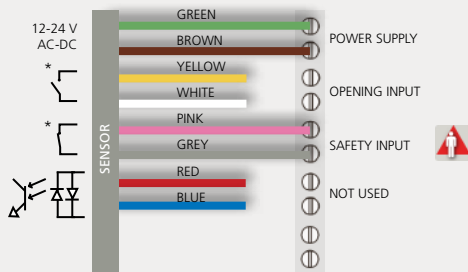 12-24 V
AC-DC
GREEN
BROWN
POWER SUPPLY
*
YELLOW
WHITE
OPENING INPUT
*
PINK
GREY
SAFETY INPUT
RED
BLUE
NOT USED
SENSOR